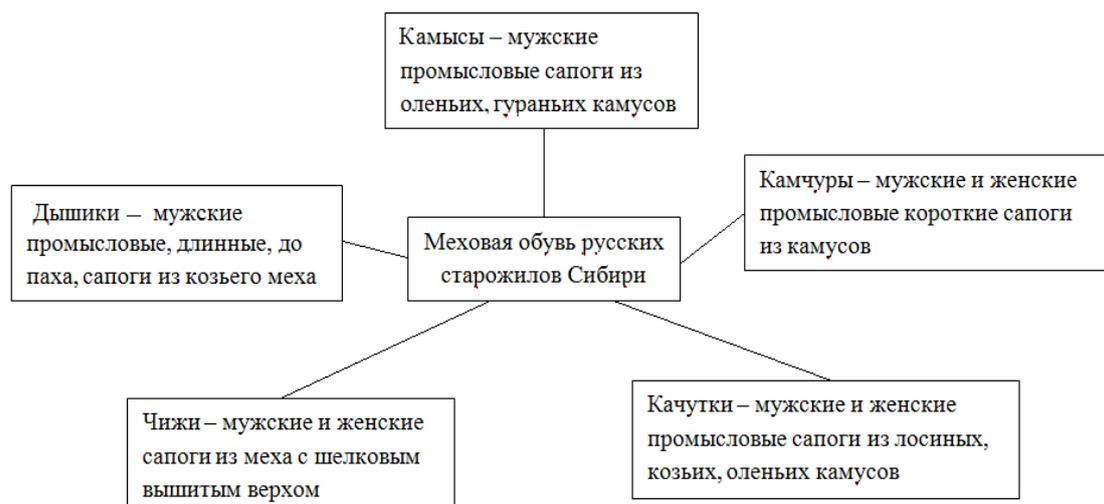 Камысы – мужские
промысловые сапоги из
оленьих, гураньих камусов
Камчуры – мужские и женские
промысловые короткие сапоги
из камусов
Дышики – мужские
промысловые, длинные, до
паха, сапоги из козьего меха
Меховая обувь русских
старожилов Сибири
Чижи – мужские и женские
сапоги из меха с шелковым
вышитым верхом
Качутки – мужские и женские
промысловые сапоги из лосиных,
козьих, оленьих камусов